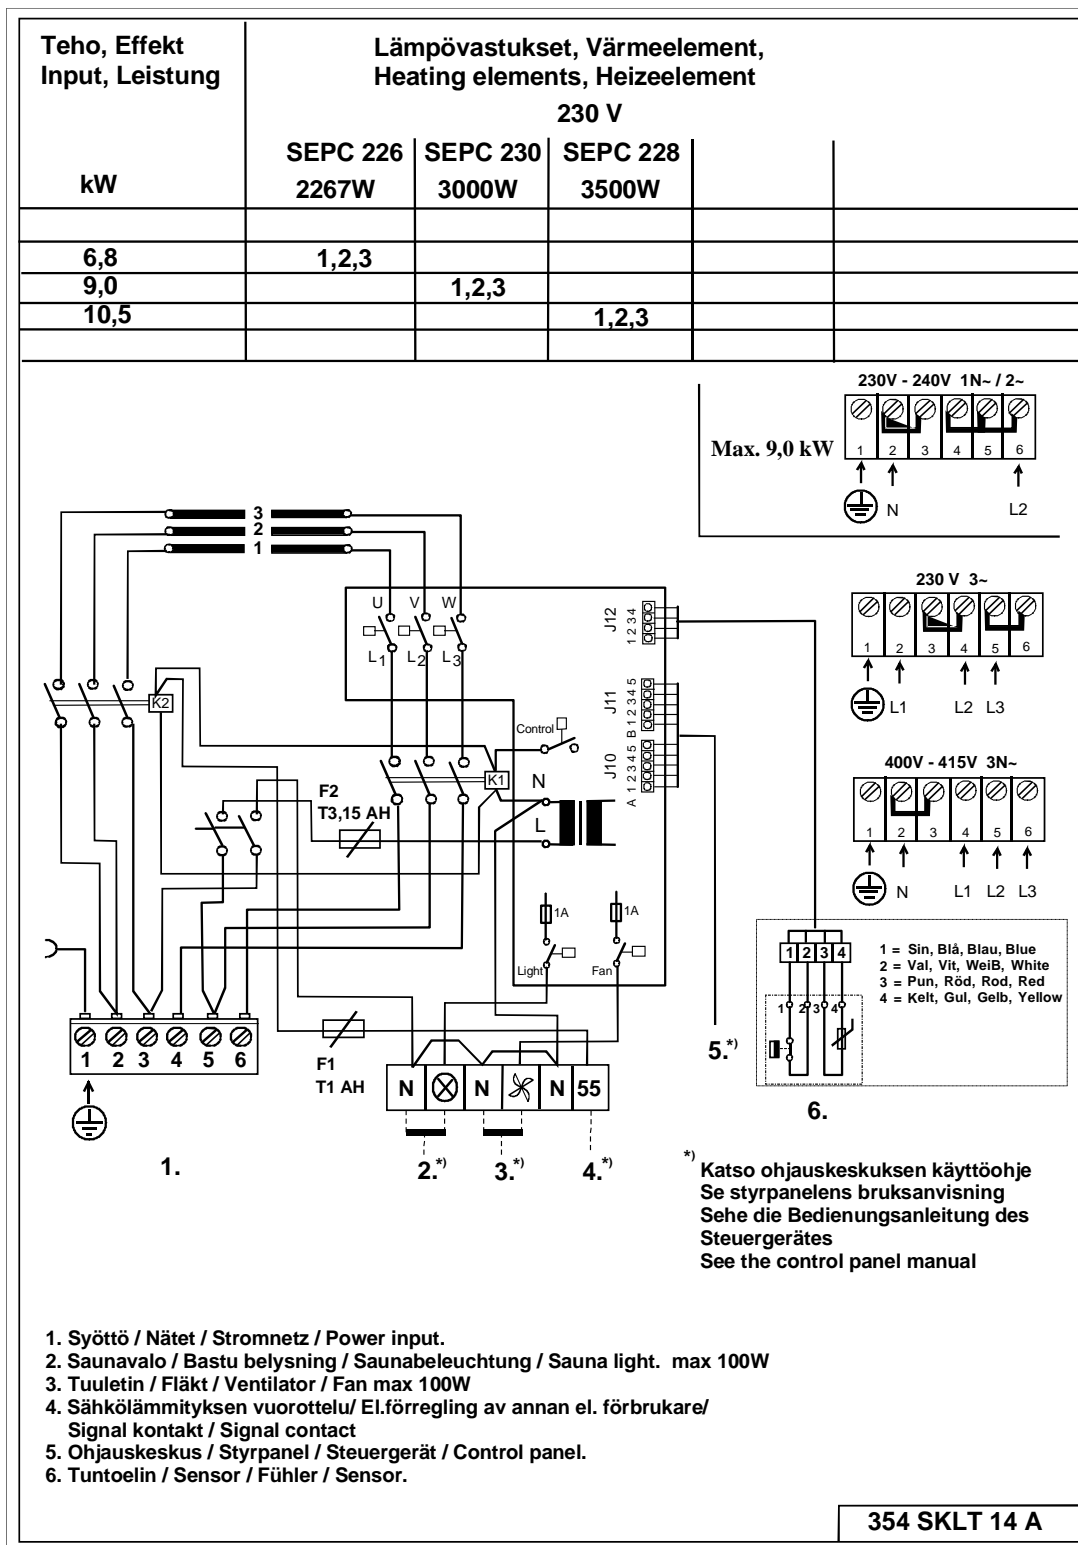 Teho, Effekt
Input, Leistung
Lämpövastukset, Värmeelement,
Heating elements, Heizeelement
230 V
kW
SEPC 226 SEPC 230 SEPC 228
2267W 3000W 3500W
6,8 1,2,3
9,0 1,2,3
10,5 1,2,3
230V - 240V 1N~ / 2~
Max. 9,0 kW
1 2 3 4 5 6
N L2
230 V 3~
1 2 3 4 5 6
L1 L2 L3
400V - 415V 3N~
1 2 3 4 5 6
N L1 L2 L3
3
2
1
U V W
L1 L2 L3
J12
1 2 3 4
J11
B 1 2 3 4 5
J10
A 1 2 3 4 5
K2
Control
K1
N
L
F2
T3,15 AH
1A 1A
Light Fan
F1
T1 AH
1 2 3 4 5 6
N N N 55
1.
2.*)
3.*)
4.*)
5.*)
1 2 3 4
1 2 3 4
6.
1 = Sin, Blå, Blau, Blue
2 = Val, Vit, WeiB, White
3 = Pun, Röd, Rod, Red
4 = Kelt, Gul, Gelb, Yellow
*) Katso ohjauskeskuksen käyttöohje
Se styrpanelens bruksanvisning
Sehe die Bedienungsanleitung des
Steuergerätes
See the control panel manual
1. Syöttö / Nätet / Stromnetz / Power input.
2. Saunavalo / Bastu belysning / Saunabeleuchtung / Sauna light. max 100W
3. Tuuletin / Fläkt / Ventilator / Fan max 100W
4. Sähkölämmityksen vuorottelu/ El.förregling av annan el. förbrukare/
Signal kontakt / Signal contact
5. Ohjauskeskus / Styrpanel / Steuergerät / Control panel.
6. Tuntoelin / Sensor / Fühler / Sensor.
354 SKLT 14 A